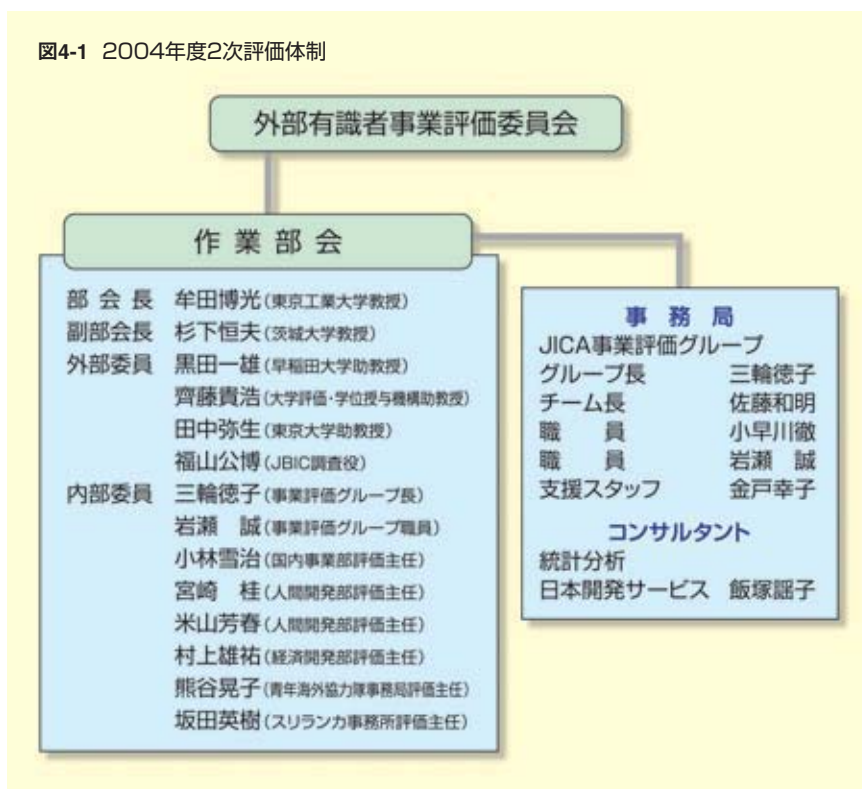 図4-1 2004年度2次評価体制
外部有識者事業評価委員会
作業部会
部会長 牟田博光(東京工業大学教授)
副部会長 杉下恒夫(茨城大学教授)
外部委員 黒田一雄(早稲田大学助教授)
齊藤貴浩(大学評価・学位授与機構助教授)
田中弥生(東京大学助教授)
福山公博(JBIC調査役)
内部委員 三輪徳子(事業評価グループ長)
岩瀬 誠(事業評価グループ職員)
小林雪治(国内事業部評価主任)
宮崎 桂(人間開発部評価主任)
米山芳春(人間開発部評価主任)
村上雄祐(経済開発部評価主任)
熊谷晃子(青年海外協力隊事務局評価主任)
坂田英樹(スリランカ事務所評価主任)
事務局
JICA事業評価グループ
グループ長 三輪徳子
チーム長 佐藤和明
職員 小早川徹
職員 岩瀬 誠
支援スタッフ 金戸幸子
コンサルタント
統計分析
日本開発サービス 飯塚謡子